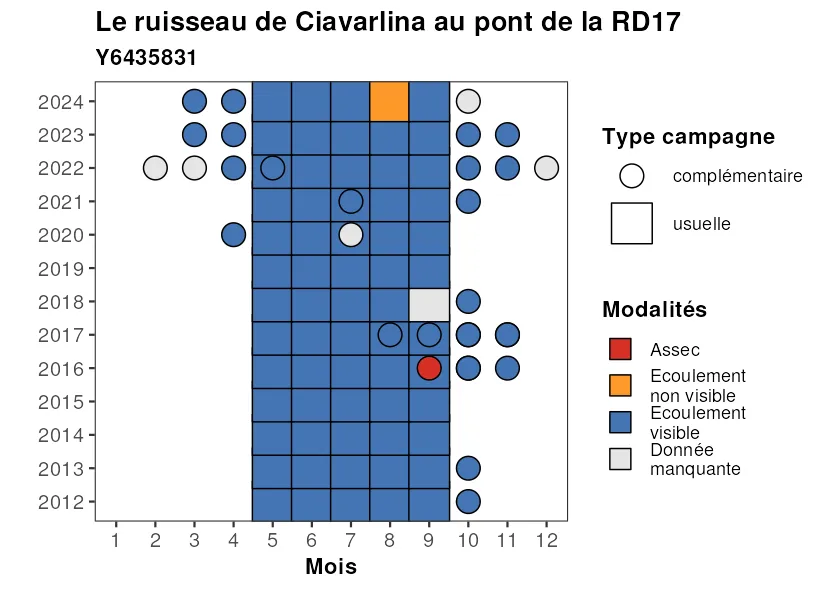 Le ruisseau de Ciavarlina au pont de la RD17
Y6435831
2024
2023
2022
2021
2020
2019
2018
2017
2016
2015
2014
2013
2012
1 2 3 4 5 6 7 8 9 10 11 12
Mois
Type campagne
complémentaire
usuelle
Modalités
Assec
Ecoulement
non visible
Ecoulement
visible
Donnée
manquante